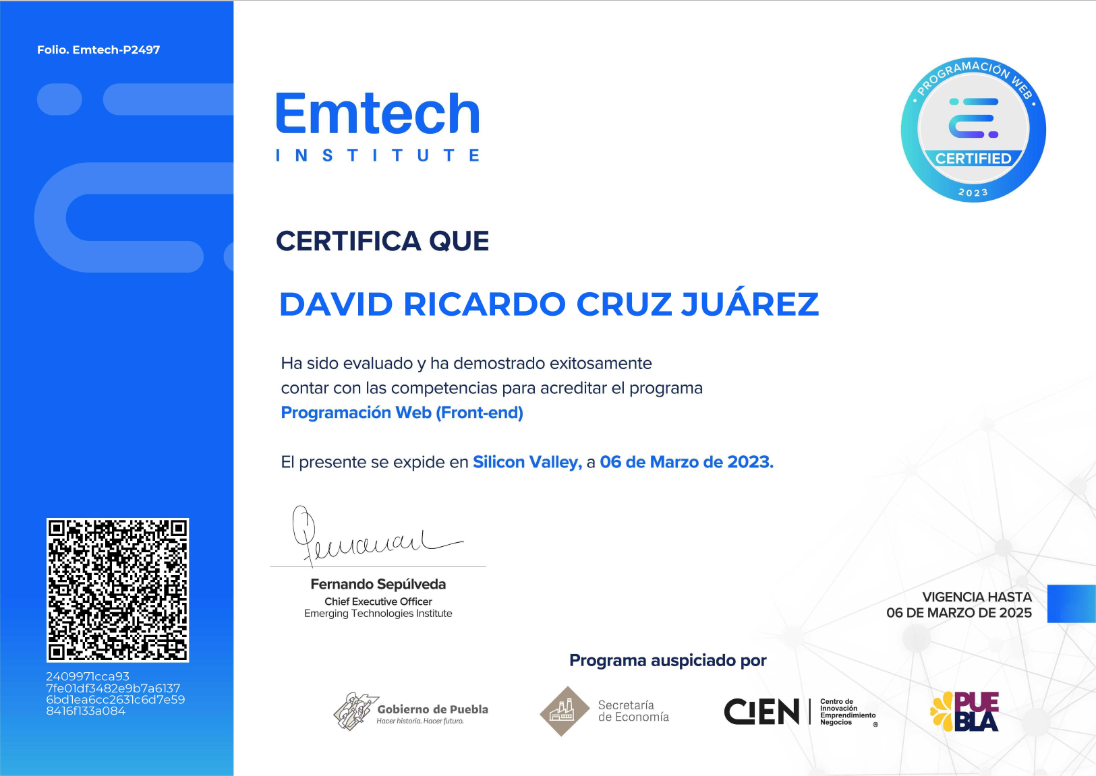 Folio. Emtech-P2497
PROGRAMACIÓN WEB
CERTIFIED
2023
Emtech
INSTITUTE
CERTIFICA QUE
DAVID RICARDO CRUZ JUÁREZ
Ha sido evaluado y ha demostrado exitosamente
contar con las competencias para acreditar el programa
Programación Web (Front-end)
El presente se expide en Silicon Valley, a 06 de Marzo de 2023.
Fernando Sepúlveda
Chief Executive Officer
Emerging Technologies Institute
VIGENCIA HASTA
06 DE MARZO DE 2025
2409971cca93
7fe01df3482e9b7a6137
6bd1ea6cc2631c6d7e59
8416f133a084
Programa auspiciado por
Gobierno de Puebla
Hacer historia. Hacer futuro.
Secretaría
de Economía
CIEN
Centro de
Innovación
Emprendimiento
Negocios
®
PUE
BLA